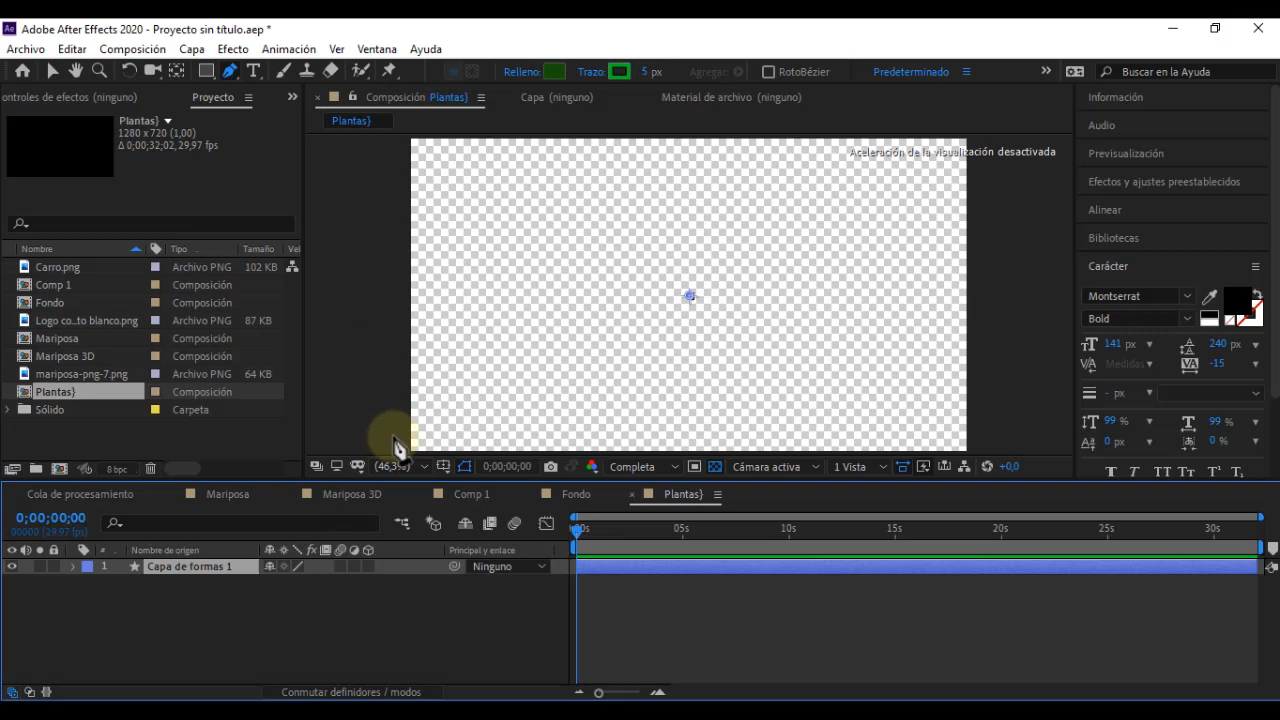 Adobe After Effects 2020 - Proyecto sin título.aep *
Archivo Editar Composición Capa Efecto Animación Ver Ventana Ayuda
Relleno: Trazo: 5 px Agregar: RotoBézier Predeterminado Buscar en la Ayuda
ontroles de efectos (ninguno) Proyecto
Composición Plantas} Capa (ninguno) Material de archivo (ninguno)
Información
Plantas}
1280 x 720 (1,00)
Δ 0;00;32;02, 29,97 fps
Plantas}
Audio
Aceleración de la visualización desactivada
Previsualización
Efectos y ajustes preestablecidos
Alinear
Bibliotecas
Nombre Tipo Tamaño Vel
Carro.png Archivo PNG 102 KB
Comp 1 Composición
Fondo Composición
Logo co...to blanco.png Archivo PNG 87 KB
Mariposa Composición
Mariposa 3D Composición
mariposa-png-7.png Archivo PNG 64 KB
Plantas} Composición
Sólido Carpeta
Carácter
Montserrat
Bold
141 px 240 px
Medidas -15
- px
99 % 99 %
0 px 0 %
T T TT Tr T¹ T₁
8 bpc
(46,3%) 0;00;00;00 Completa Cámara activa 1 Vista +0,0
Cola de procesamiento Mariposa Mariposa 3D Comp 1 Fondo Plantas}
0;00;00;00
00000 (29.97 fps)
:00s 05s 10s 15s 20s 25s 30s
# Nombre de origen fx Principal y enlace
1 Capa de formas 1 Ninguno
Conmutar definidores / modos